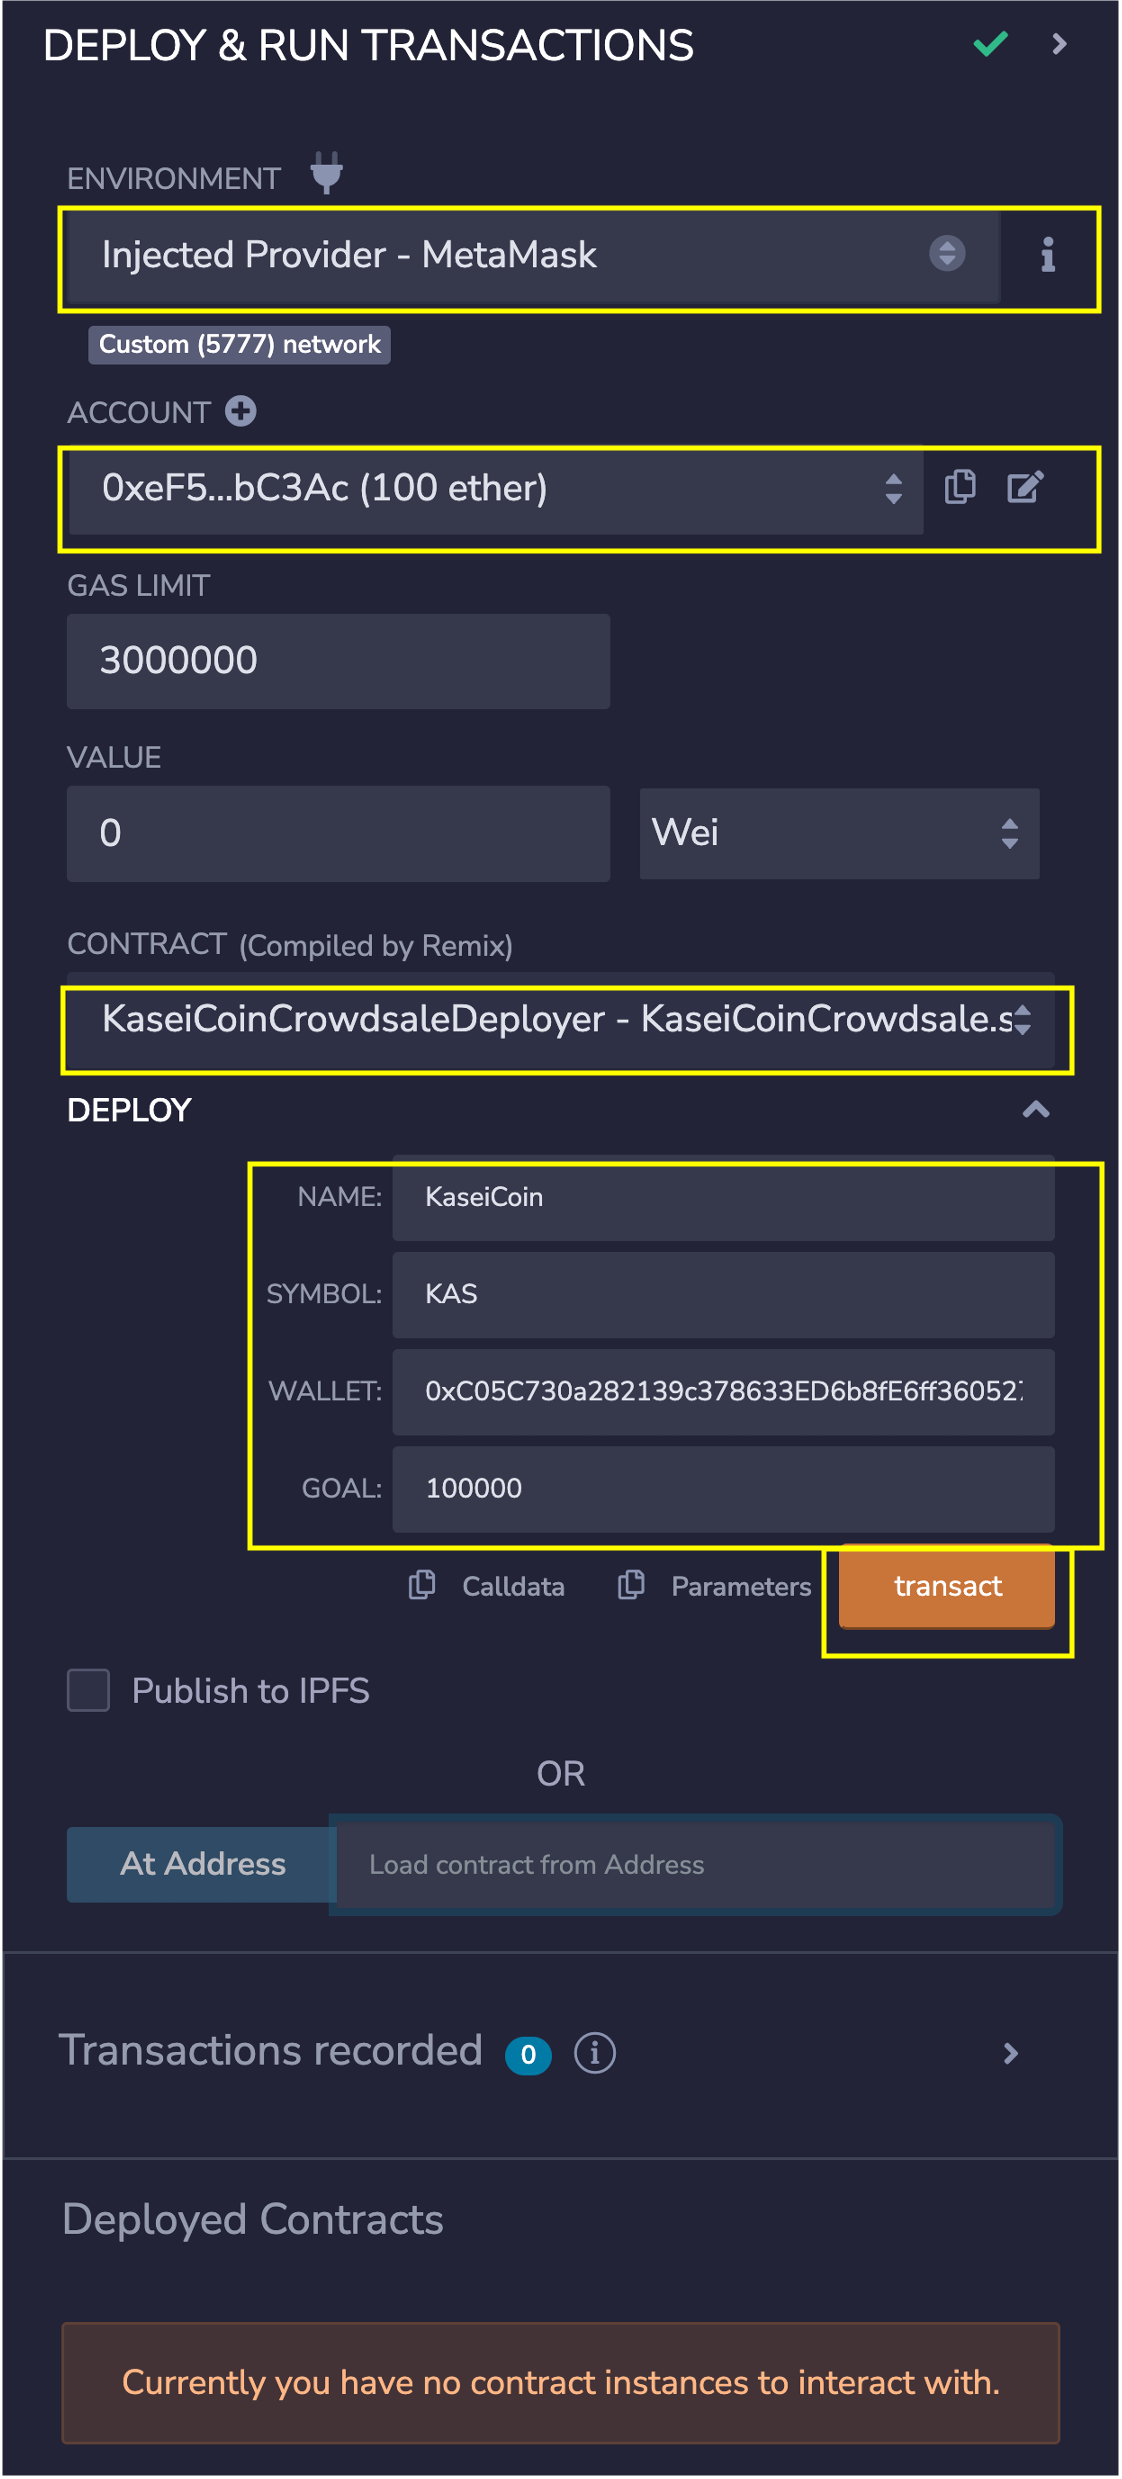 DEPLOY & RUN TRANSACTIONS
ENVIRONMENT
Injected Provider - MetaMask
Custom (5777) network
ACCOUNT
0xeF5...bC3Ac (100 ether)
GAS LIMIT
3000000
VALUE
0 Wei
CONTRACT (Compiled by Remix)
KaseiCoinCrowdsaleDeployer - KaseiCoinCrowdsale.s
DEPLOY
NAME: KaseiCoin
SYMBOL: KAS
WALLET: 0xC05C730a282139c378633ED6b8fE6ff360527
GOAL: 100000
Calldata Parameters transact
Publish to IPFS
OR
At Address Load contract from Address
Transactions recorded 0
Deployed Contracts
Currently you have no contract instances to interact with.